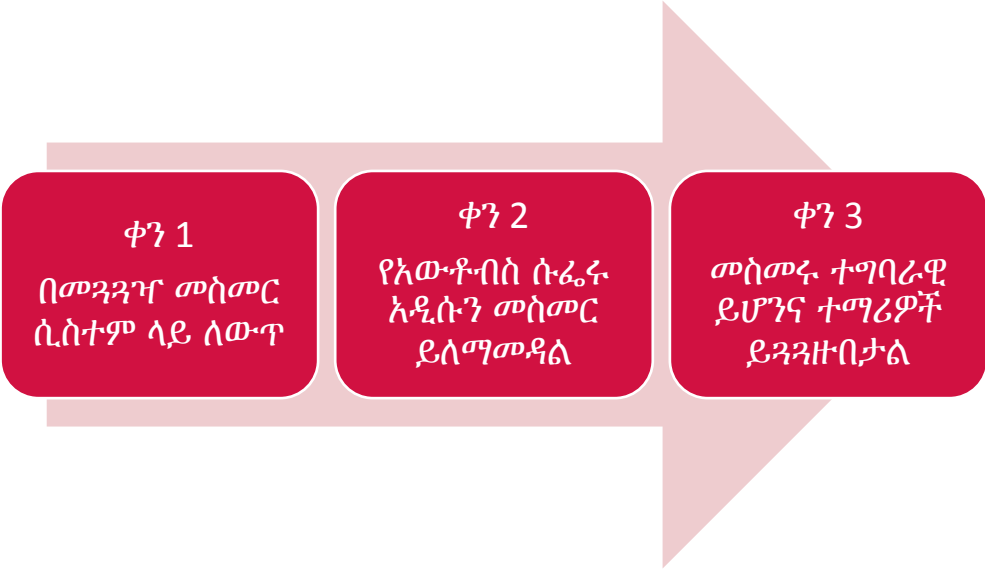 ቀን 1
በመጓጓዣ መስመር
ሲስተም ላይ ለውጥ
ቀን 2
የአውቶብስ ሱፌሩ
አዲሱን መስመር
ይለማመዳል
ቀን 3
መስመሩ ተግባራዊ
ይሆንና ተማሪዎች
ይጓጓዙበታል